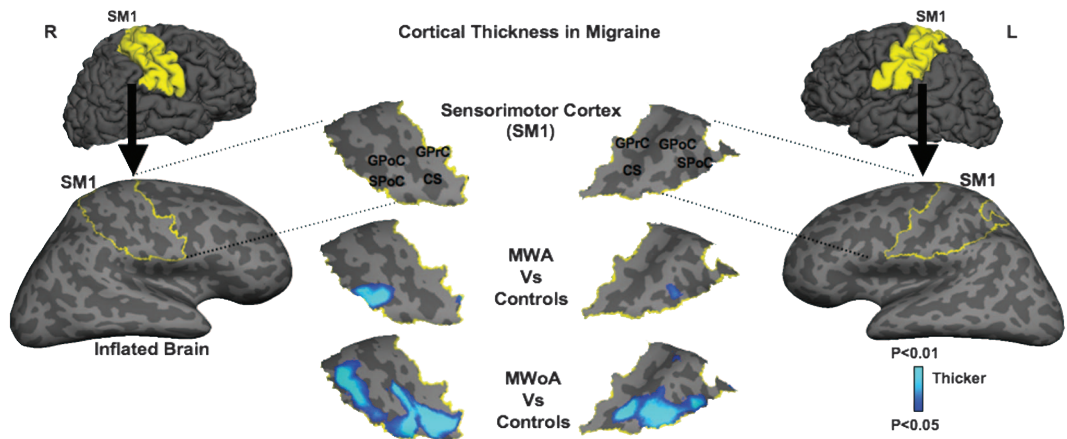 SM1
SM1
R
Cortical Thickness in Migraine
L
Sensorimotor Cortex
(SM1)
GPrC
GPoC
SPoC
CS
GPrC
GPoC
SPoC
CS
SM1
SM1
MWA
Vs
Controls
Inflated Brain
MWoA
Vs
Controls
P<0.01
Thicker
P<0.05